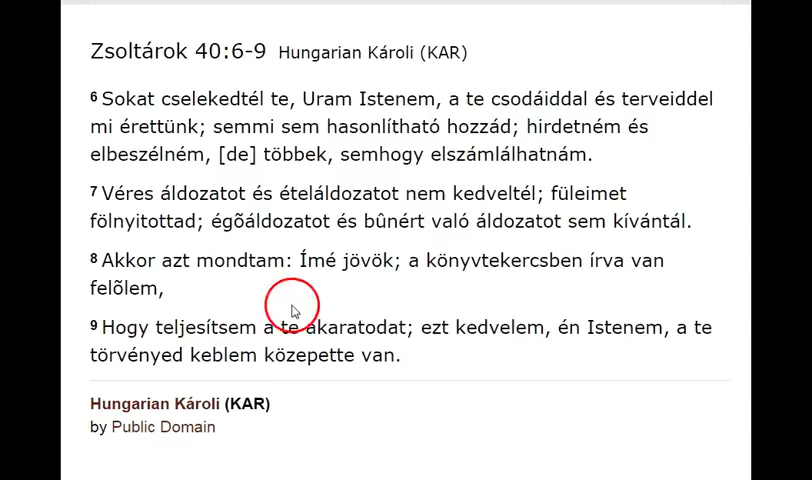 Zsoltárok 40:6-9 Hungarian Károli (KAR)
6 Sokat cselekedtél te, Uram Istenem, a te csodáiddal és terveiddel
mi érettünk; semmi sem hasonlítható hozzád; hirdetném és
elbeszélném, [de] többek, semhogy elszámlálhatnám.
7 Véres áldozatot és ételáldozatot nem kedveltél; füleimet
fölnyitottad; égõáldozatot és bûnért való áldozatot sem kívántál.
8 Akkor azt mondtam: Ímé jövök; a könyvtekercsben írva van
felõlem,
9 Hogy teljesítsem a te akaratodat; ezt kedvelem, én Istenem, a te
törvényed keblem közepette van.
Hungarian Károli (KAR)
by Public Domain